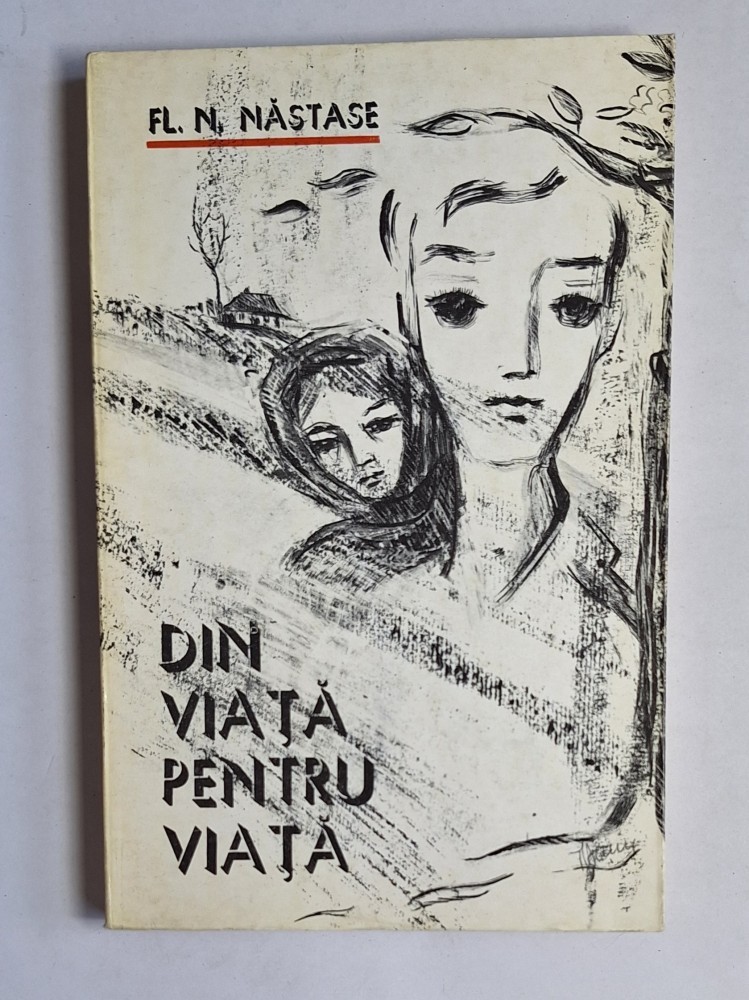 FL. N. NĂSTASE
DIN
VIAȚĂ
PENTRU
VIAȚĂ